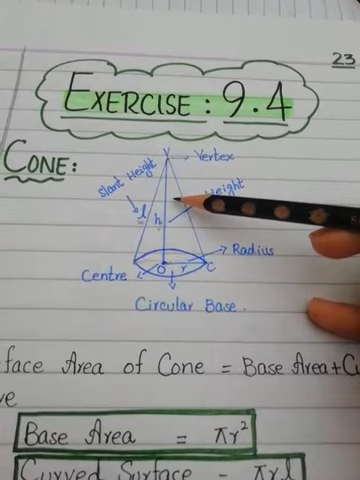 23
EXERCISE : 9.4
CONE:
V
Vertex
Slant Height
Height
l
h
Radius
Centre
O
r
C
Circular Base.
face Area of Cone = Base Area + Cu
ve
Base Area = πr²
Curved Surface = πrl